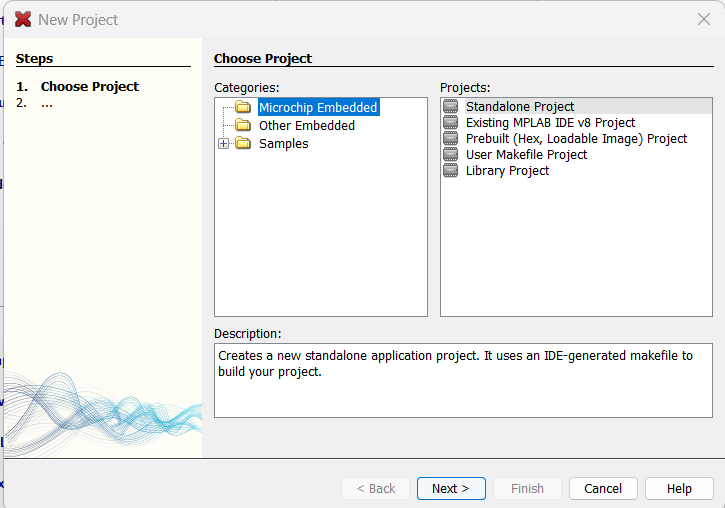 New Project
Steps
1. Choose Project
2. ...
Choose Project
Categories:
Microchip Embedded
Other Embedded
Samples
Projects:
Standalone Project
Existing MPLAB IDE v8 Project
Prebuilt (Hex, Loadable Image) Project
User Makefile Project
Library Project
Description:
Creates a new standalone application project. It uses an IDE-generated makefile to
build your project.
< Back
Next >
Finish
Cancel
Help